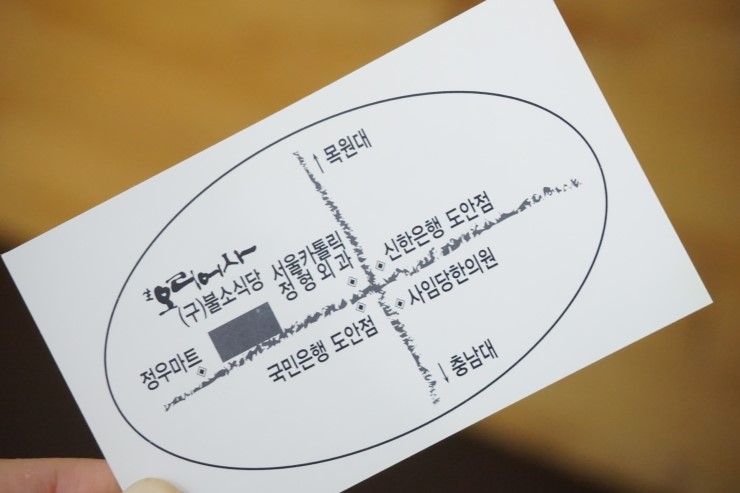 ↑목원대
신한은행 도안점
서울카톨릭
정형외과
오리어사
(구)불소식당
사임당한의원
국민은행 도안점
정우마트
↓충남대